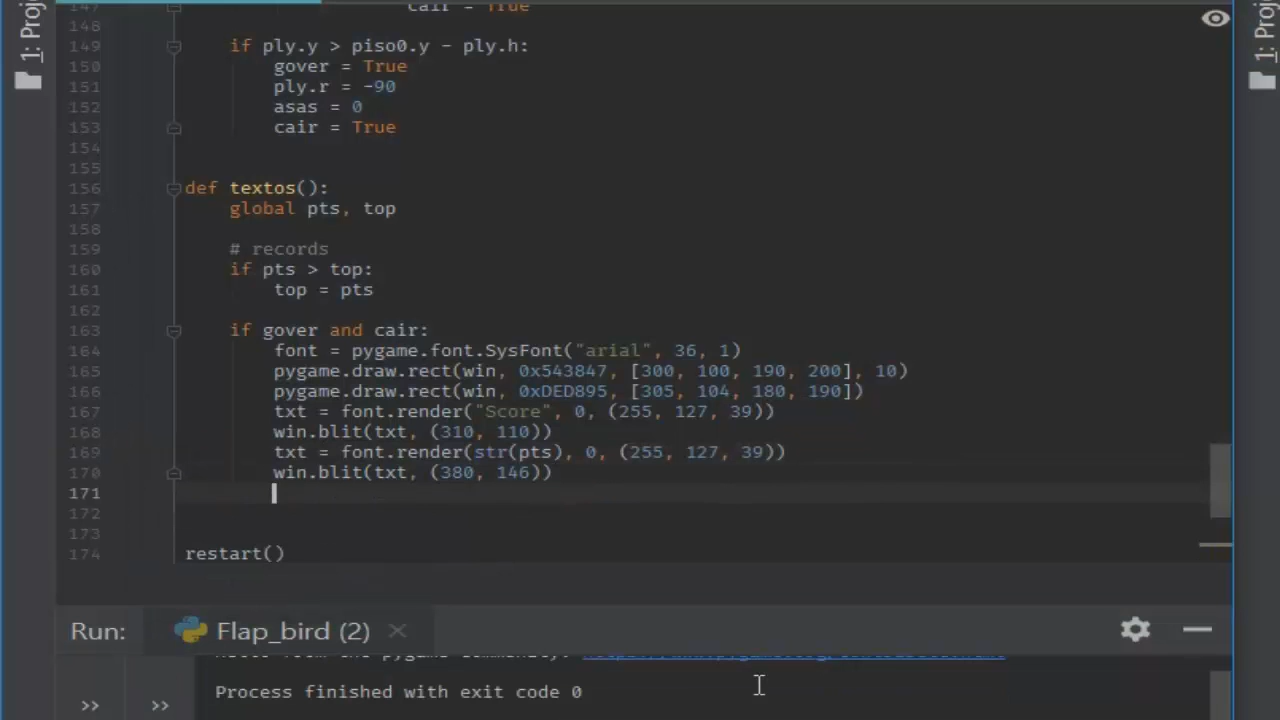 1: Proj
1: Proj
147 cair = True
148
149 if ply.y > piso0.y - ply.h:
150 gover = True
151 ply.r = -90
152 asas = 0
153 cair = True
154
155
156 def textos():
157 global pts, top
158
159 # records
160 if pts > top:
161 top = pts
162
163 if gover and cair:
164 font = pygame.font.SysFont("arial", 36, 1)
165 pygame.draw.rect(win, 0x543847, [300, 100, 190, 200], 10)
166 pygame.draw.rect(win, 0xDED895, [305, 104, 180, 190])
167 txt = font.render("Score", 0, (255, 127, 39))
168 win.blit(txt, (310, 110))
169 txt = font.render(str(pts), 0, (255, 127, 39))
170 win.blit(txt, (380, 146))
171
172
173
174 restart()
Run: Flap_bird (2)
Process finished with exit code 0
>> >>